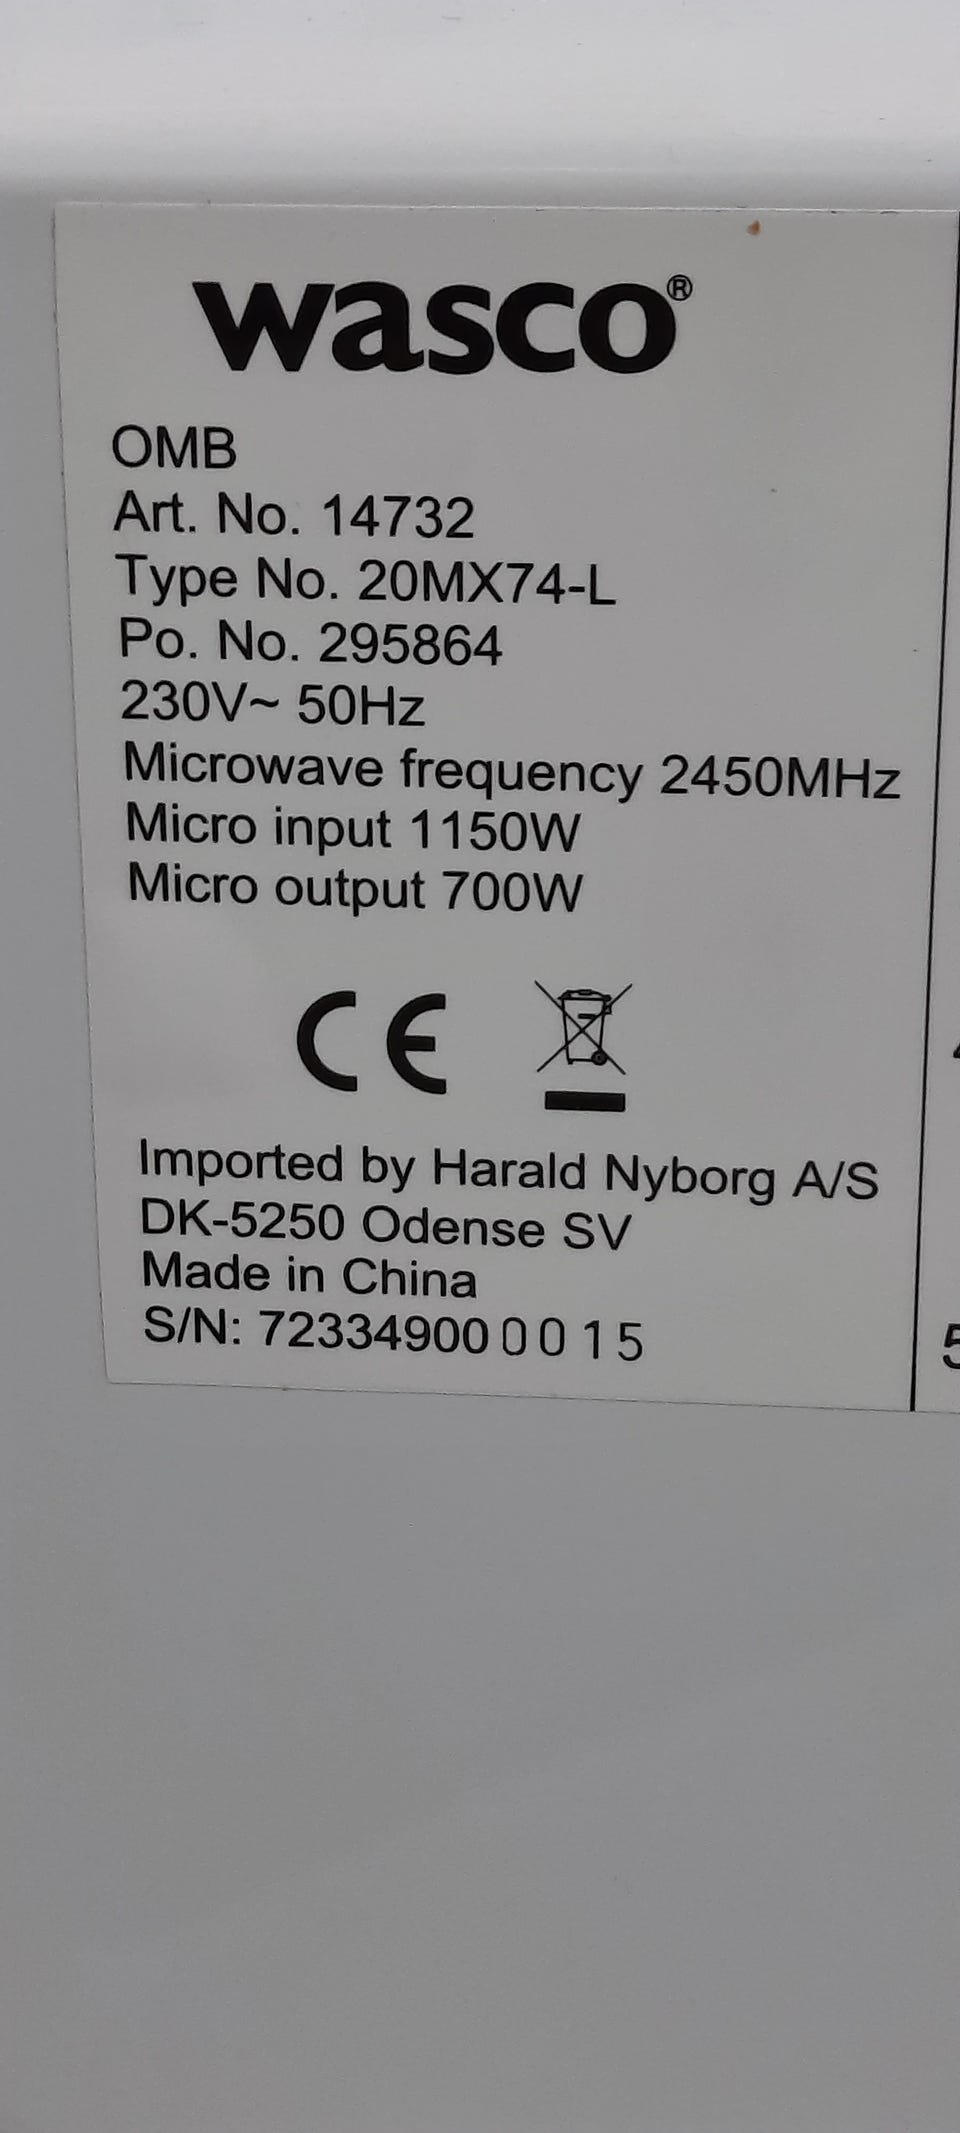 wasco®
OMB
Art. No. 14732
Type No. 20MX74-L
Po. No. 295864
230V~ 50Hz
Microwave frequency 2450MHz
Micro input 1150W
Micro output 700W
CE
Imported by Harald Nyborg A/S
DK-5250 Odense SV
Made in China
S/N: 7233490000015